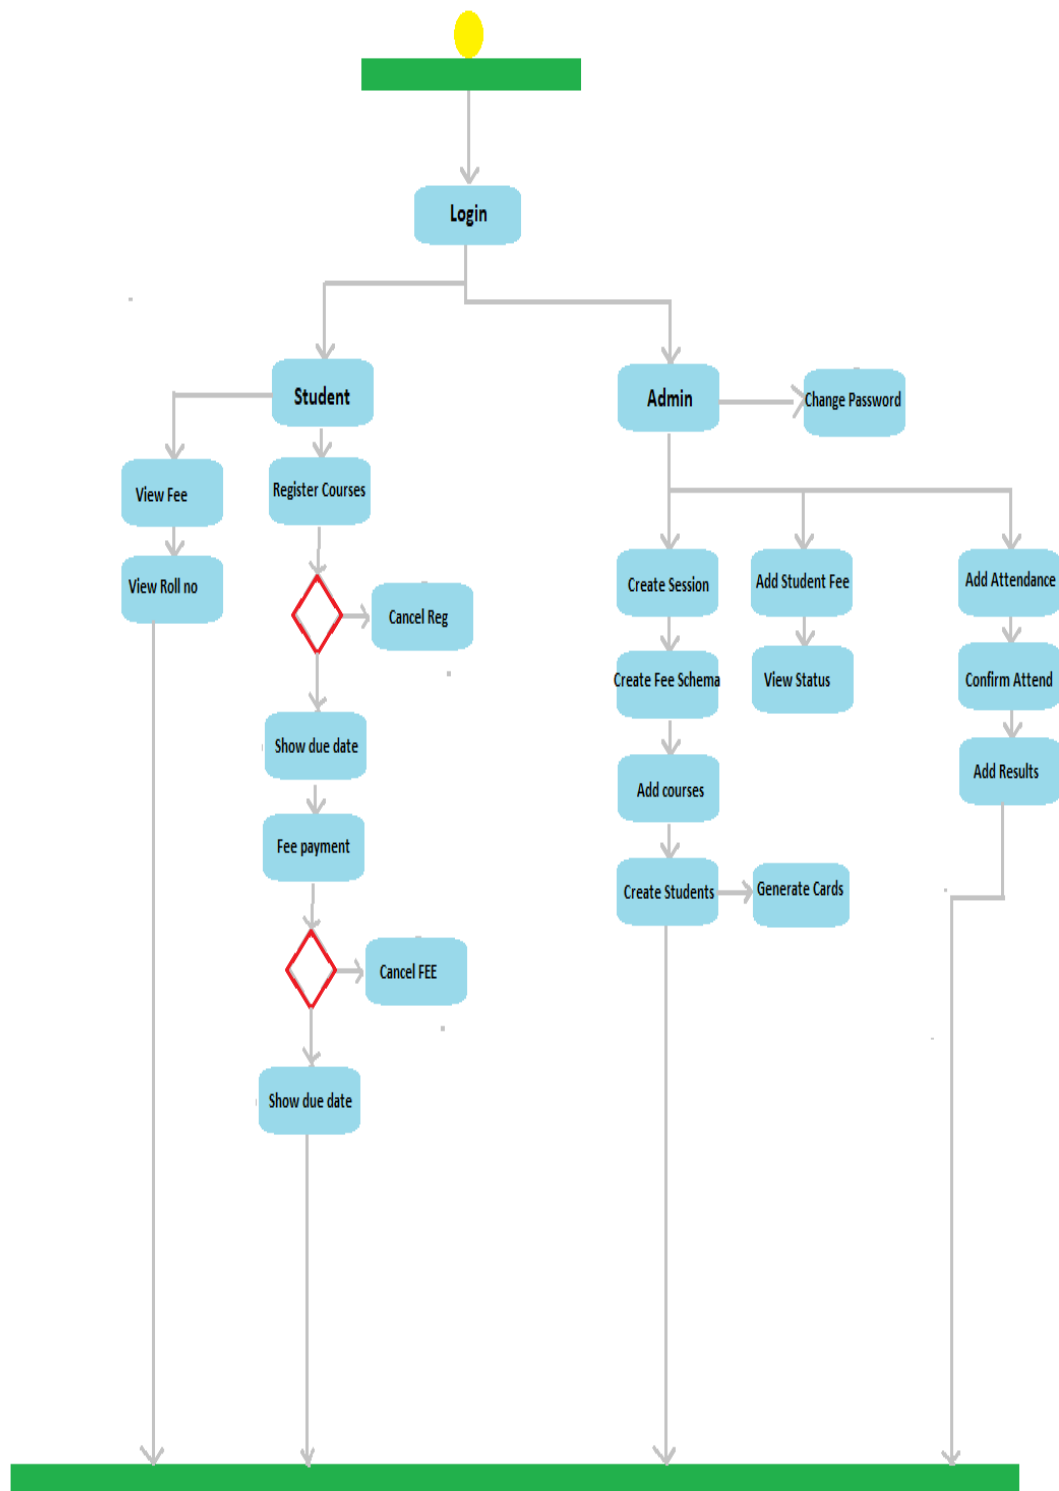 Login
Student
Admin
Change Password
View Fee
Register Courses
View Roll no
Cancel Reg
Create Session
Add Student Fee
Add Attendance
Create Fee Schema
View Status
Confirm Attend
Show due date
Add courses
Add Results
Fee payment
Create Students
Generate Cards
Cancel FEE
Show due date